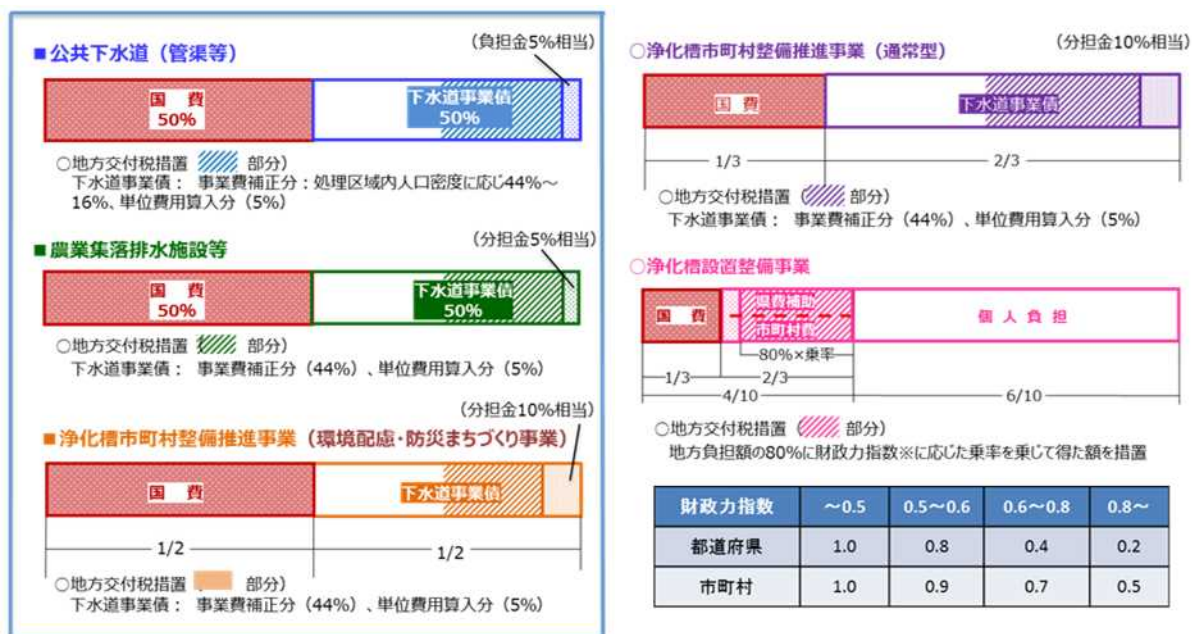 ■公共下水道（管渠等）
（負担金5%相当）
国　費
50%
下水道事業債
50%
○地方交付税措置　　　部分）
下水道事業債：　事業費補正分：処理区域内人口密度に応じ44%～
16%、単位費用算入分（5%）
■農業集落排水施設等
（分担金5%相当）
国　費
50%
下水道事業債
50%
○地方交付税措置　　　部分）
下水道事業債：　事業費補正分（44%）、単位費用算入分（5%）
（分担金10%相当）
■浄化槽市町村整備推進事業（環境配慮・防災まちづくり事業）
国　費
下水道事業債
1/2
1/2
○地方交付税措置　　　部分）
下水道事業債：　事業費補正分（44%）、単位費用算入分（5%）
○浄化槽市町村整備推進事業（通常型）
（分担金10%相当）
国　費
下水道事業債
1/3
2/3
○地方交付税措置（　　　部分）
下水道事業債：　事業費補正分（44%）、単位費用算入分（5%）
○浄化槽設置整備事業
国　費
県費補助
市町村費
個 人 負 担
80%×乗率
1/3
2/3
4/10
6/10
○地方交付税措置（　　　部分）
地方負担額の80%に財政力指数※に応じた乗率を乗じて得た額を措置
財政力指数　～0.5　0.5～0.6　0.6～0.8　0.8～
都道府県　1.0　0.8　0.4　0.2
市町村　1.0　0.9　0.7　0.5